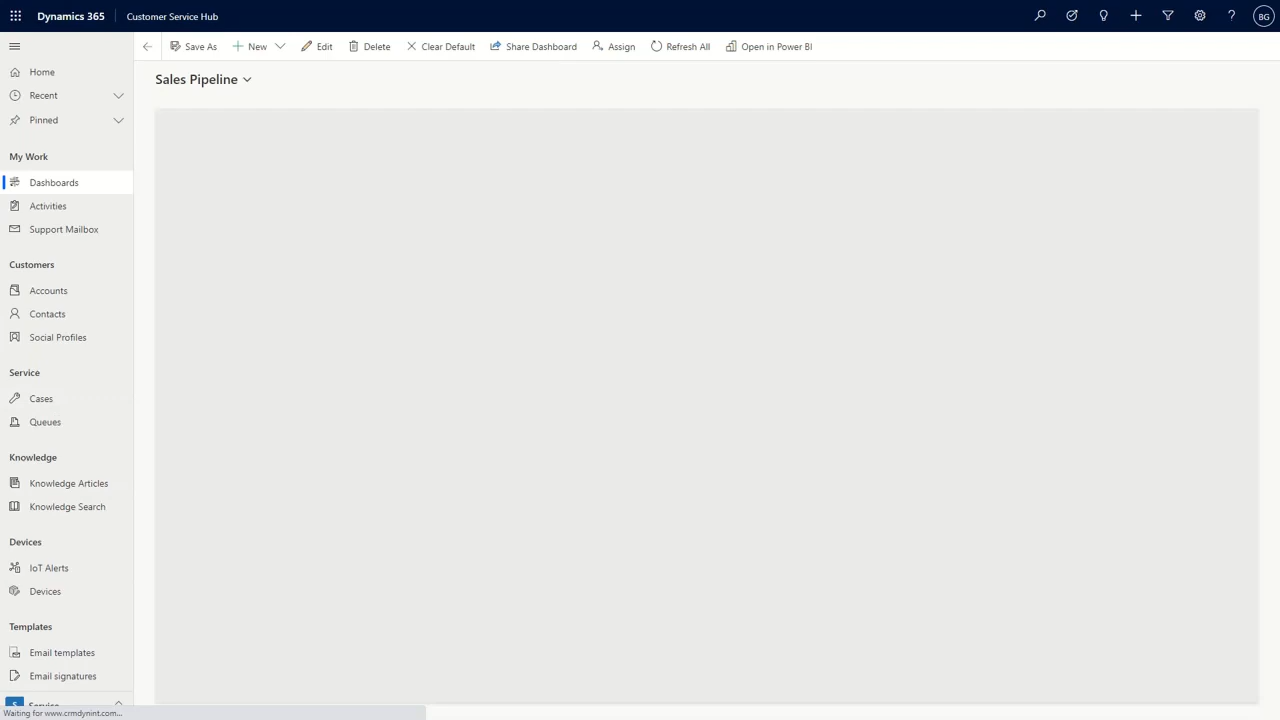 Dynamics 365
Customer Service Hub
BG
Save As
New
Edit
Delete
Clear Default
Share Dashboard
Assign
Refresh All
Open in Power BI
Home
Recent
Pinned
My Work
Dashboards
Activities
Support Mailbox
Customers
Accounts
Contacts
Social Profiles
Service
Cases
Queues
Knowledge
Knowledge Articles
Knowledge Search
Devices
IoT Alerts
Devices
Templates
Email templates
Email signatures
S Service
Waiting for www.crmdynint.com...
Sales Pipeline